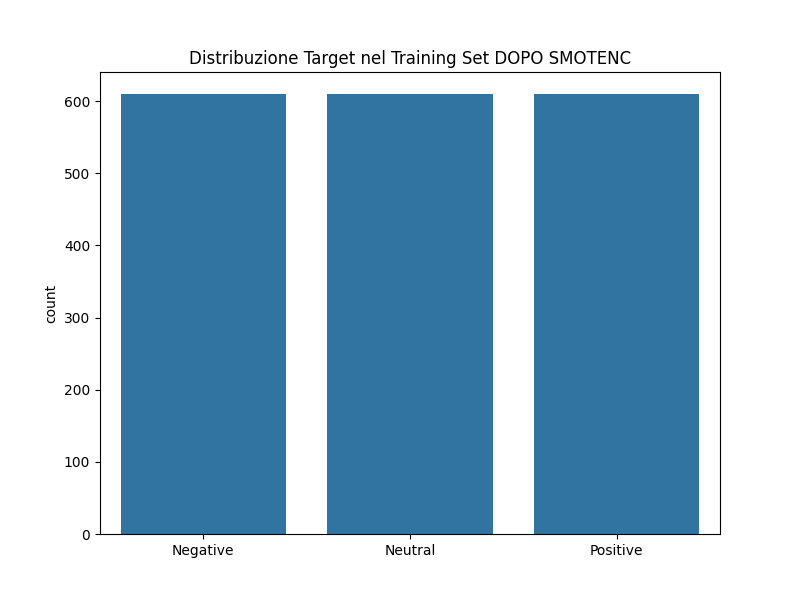 Distribuzione Target nel Training Set DOPO SMOTENC
600
500
400
300
200
100
0
count
Negative Neutral Positive